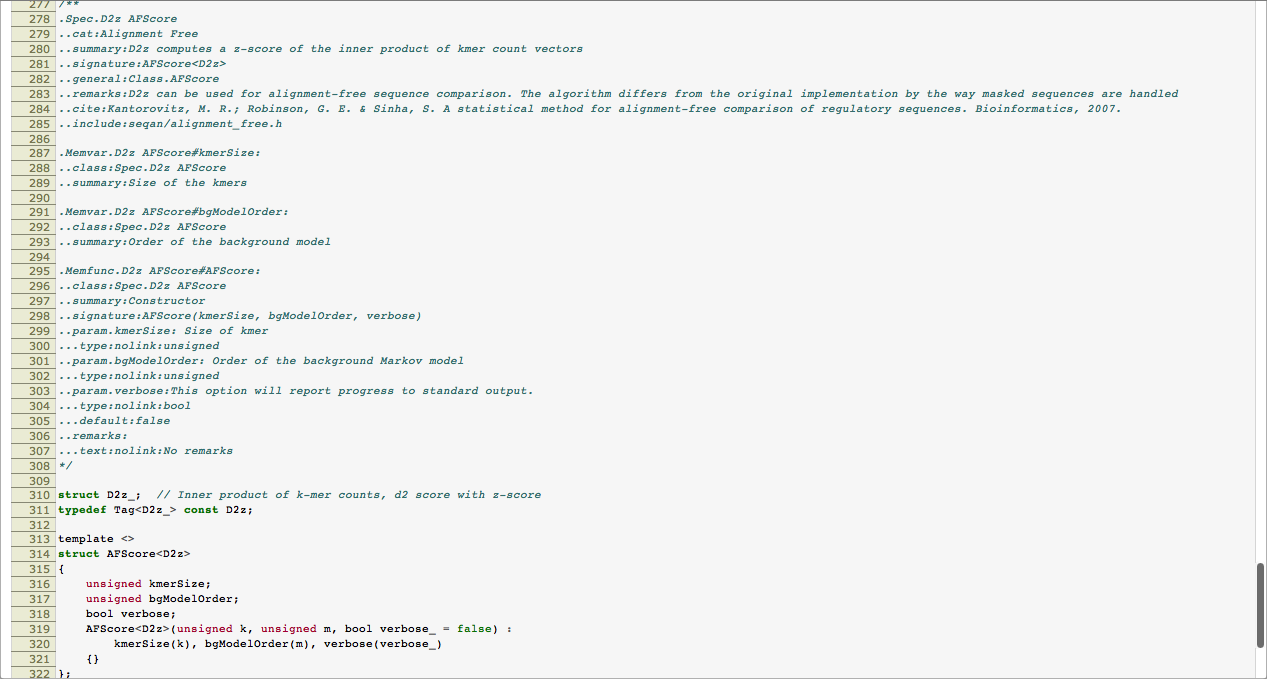 277 /**
278 .Spec.D2z AFScore
279 ..cat:Alignment Free
280 ..summary:D2z computes a z-score of the inner product of kmer count vectors
281 ..signature:AFScore<D2z>
282 ..general:Class.AFScore
283 ..remarks:D2z can be used for alignment-free sequence comparison. The algorithm differs from the original implementation by the way masked sequences are handled
284 ..cite:Kantorovitz, M. R.; Robinson, G. E. & Sinha, S. A statistical method for alignment-free comparison of regulatory sequences. Bioinformatics, 2007.
285 ..include:seqan/alignment_free.h
286
287 .Memvar.D2z AFScore#kmerSize:
288 ..class:Spec.D2z AFScore
289 ..summary:Size of the kmers
290
291 .Memvar.D2z AFScore#bgModelOrder:
292 ..class:Spec.D2z AFScore
293 ..summary:Order of the background model
294
295 .Memfunc.D2z AFScore#AFScore:
296 ..class:Spec.D2z AFScore
297 ..summary:Constructor
298 ..signature:AFScore(kmerSize, bgModelOrder, verbose)
299 ..param.kmerSize: Size of kmer
300 ...type:nolink:unsigned
301 ..param.bgModelOrder: Order of the background Markov model
302 ...type:nolink:unsigned
303 ..param.verbose:This option will report progress to standard output.
304 ...type:nolink:bool
305 ...default:false
306 ..remarks:
307 ...text:nolink:No remarks
308 */
309
310 struct D2z_;  // Inner product of k-mer counts, d2 score with z-score
311 typedef Tag<D2z_> const D2z;
312
313 template <>
314 struct AFScore<D2z>
315 {
316     unsigned kmerSize;
317     unsigned bgModelOrder;
318     bool verbose;
319     AFScore<D2z>(unsigned k, unsigned m, bool verbose_ = false) :
320         kmerSize(k), bgModelOrder(m), verbose(verbose_)
321     {}
322 };